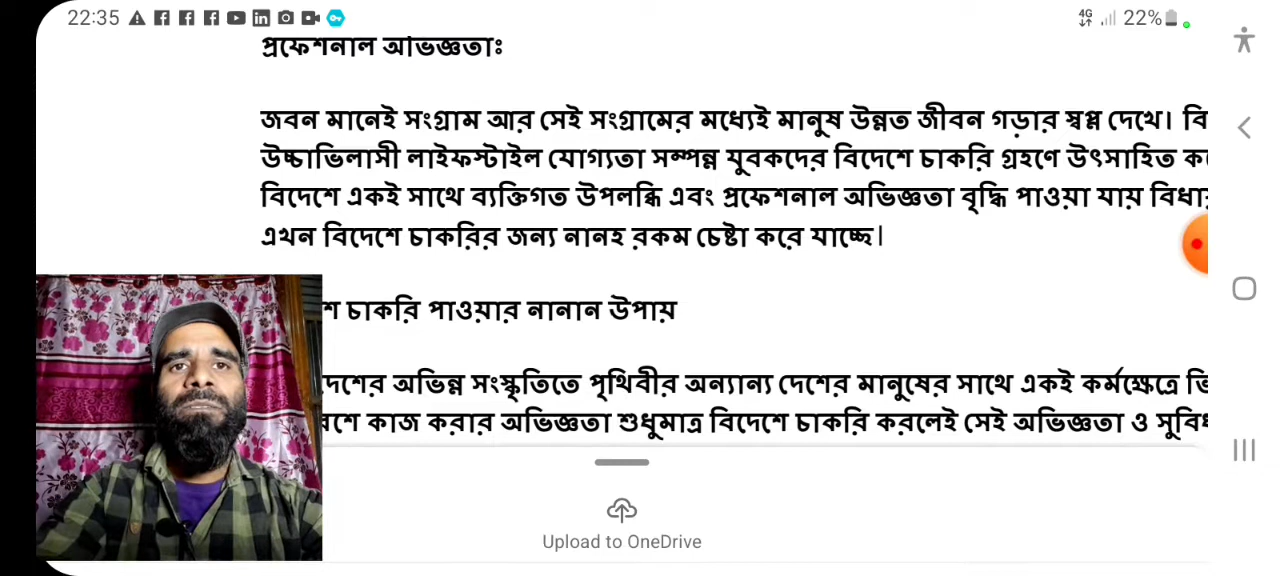 22:35
4G 22%
প্রফেশনাল অভিজ্ঞতাঃ
জবন মানেই সংগ্রাম আর সেই সংগ্রামের মধ্যেই মানুষ উন্নত জীবন গড়ার স্বপ্ন দেখে।
উচ্চাভিলাসী লাইফস্টাইল যোগ্যতা সম্পন্ন যুবকদের বিদেশে চাকরি গ্রহণে উৎসাহিত
বিদেশে একই সাথে ব্যক্তিগত উপলব্ধি এবং প্রফেশনাল অভিজ্ঞতা বৃদ্ধি পাওয়া যায়
এখন বিদেশে চাকরির জন্য নানহ রকম চেষ্টা করে যাচ্ছে।
শ চাকরি পাওয়ার নানান উপায়
দেশের অভিন্ন সংস্কৃতিতে পৃথিবীর অন্যান্য দেশের মানুষের সাথে একই কর্মক্ষেত্রে
বশে কাজ করার অভিজ্ঞতা শুধুমাত্র বিদেশে চাকরি করলেই সেই অভিজ্ঞতা ও
Upload to OneDrive